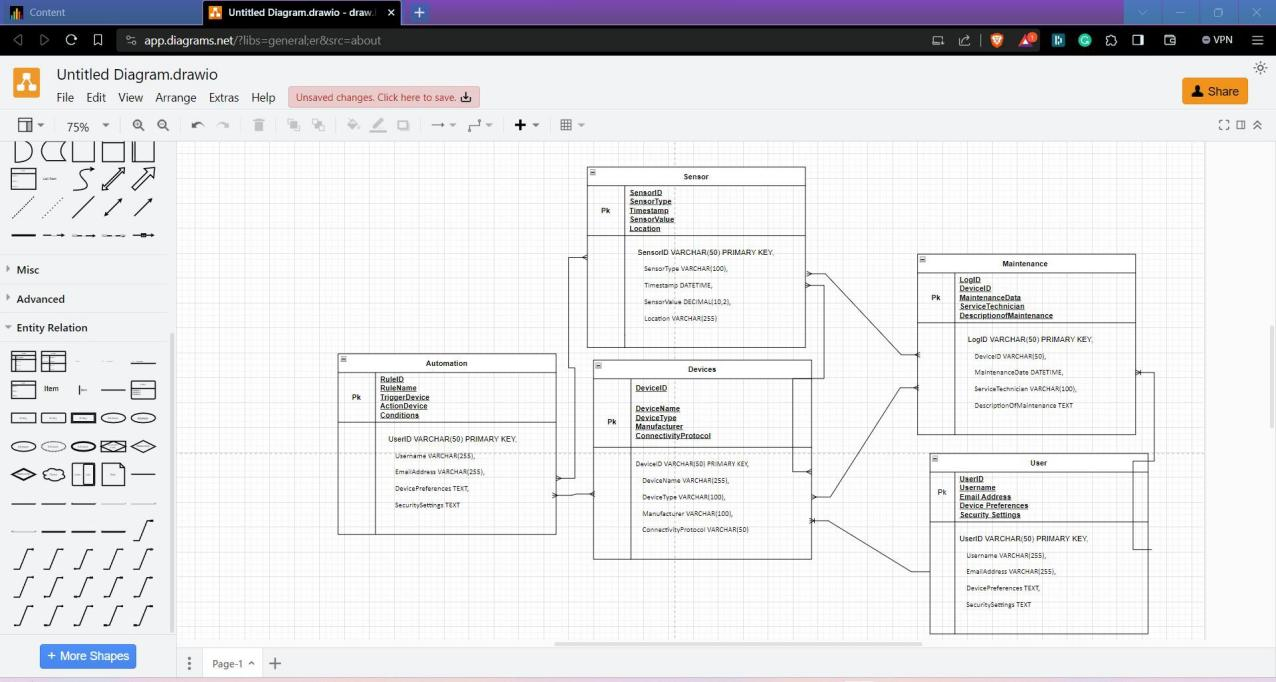 Content
Untitled Diagram.drawio - draw.
app.diagrams.net/?libs=general;er&src=about
1
VPN
Untitled Diagram.drawio
File Edit View Arrange Extras Help
Unsaved changes. Click here to save.
Share
75%
List Item
Misc
Advanced
Entity Relation
Item
+ More Shapes
Sensor
Pk
SensorID
SensorType
Timestamp
SensorValue
Location
SensorID VARCHAR(50) PRIMARY KEY,
SensorType VARCHAR(100),
Timestamp DATETIME,
SensorValue DECIMAL(10,2),
Location VARCHAR(255)
Maintenance
Pk
LogID
DeviceID
MaintenanceData
ServiceTechnician
DescriptionofMaintenance
LogID VARCHAR(50) PRIMARY KEY,
DeviceID VARCHAR(50),
MaintenanceDate DATETIME,
ServiceTechnician VARCHAR(100),
DescriptionOfMaintenance TEXT
Automation
Pk
RuleID
RuleName
TriggerDevice
ActionDevice
Conditions
UserID VARCHAR(50) PRIMARY KEY,
Username VARCHAR(255),
EmailAddress VARCHAR(255),
DevicePreferences TEXT,
SecuritySettings TEXT
Devices
Pk
DeviceID
DeviceName
DeviceType
Manufacturer
ConnectivityProtocol
DeviceID VARCHAR(50) PRIMARY KEY,
DeviceName VARCHAR(255),
DeviceType VARCHAR(100),
Manufacturer VARCHAR(100),
ConnectivityProtocol VARCHAR(50)
User
Pk
UserID
Username
Email Address
Device Preferences
Security Settings
UserID VARCHAR(50) PRIMARY KEY,
Username VARCHAR(255),
EmailAddress VARCHAR(255),
DevicePreferences TEXT,
SecuritySettings TEXT
Page-1